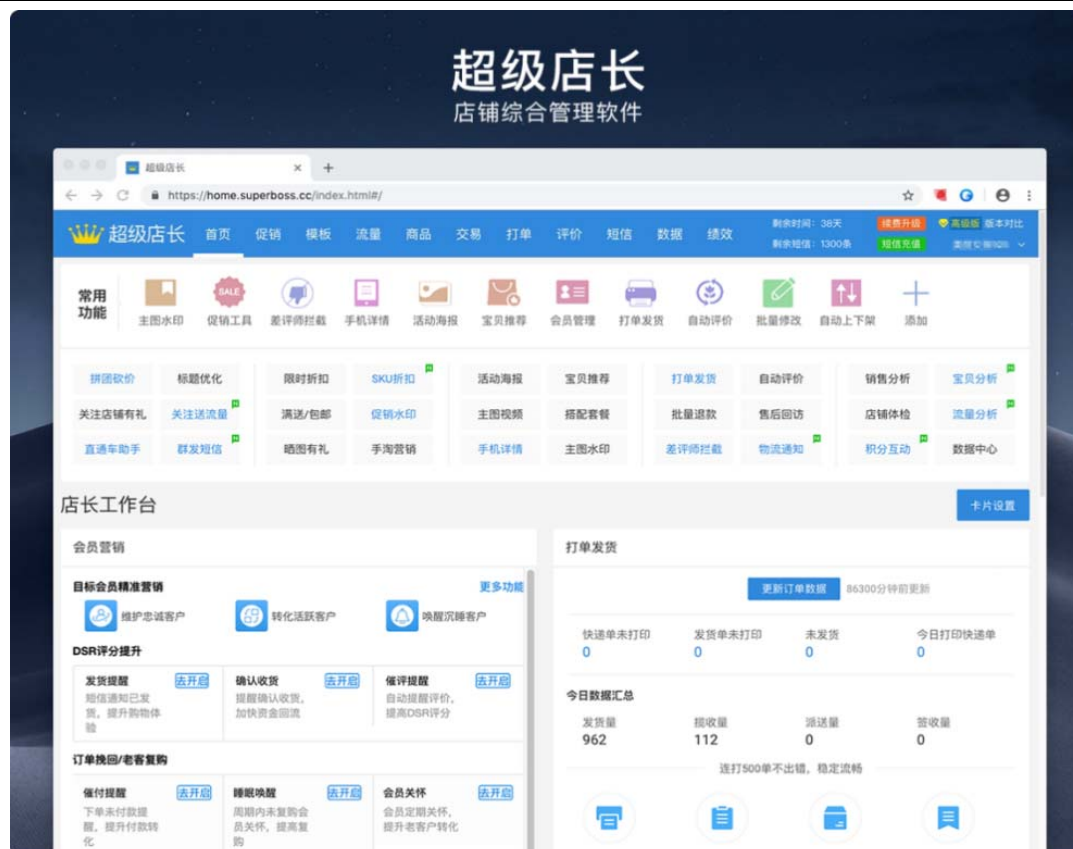 超级店长
店铺综合管理软件
超级店长 × +
https://home.superboss.cc/index.html#/
超级店长 首页 促销 模板 流量 商品 交易 打单 评价 短信 数据 绩效
剩余时间：38天 续费升级 高级版 版本对比
剩余短信：1300条 短信充值
常用
功能
SALE
主图水印 促销工具 差评师拦截 手机详情 活动海报 宝贝推荐 会员管理 打单发货 自动评价 批量修改 自动上下架 添加
拼团砍价 标题优化 限时折扣 SKU折扣 活动海报 宝贝推荐 打单发货 自动评价 销售分析 宝贝分析
关注店铺有礼 关注送流量 满送/包邮 促销水印 主图视频 搭配套餐 批量退款 售后回访 店铺体检 流量分析
直通车助手 群发短信 晒图有礼 手淘营销 手机详情 主图水印 差评师拦截 物流通知 积分互动 数据中心
店长工作台 卡片设置
会员营销
目标会员精准营销 更多功能
维护忠诚客户 转化活跃客户 唤醒沉睡客户
DSR评分提升
发货提醒 去开启 确认收货 去开启 催评提醒 去开启
短信通知已发 提醒确认收货， 自动提醒评价，
货，提升购物体 加快资金回流 提高DSR评分
验
订单挽回/老客复购
催付提醒 去开启 睡眠唤醒 去开启 会员关怀 去开启
下单未付款提 周期内未复购会 会员定期关怀，
醒，提升付款转 员关怀，提高复 提升老客户转化
化 购
打单发货
更新订单数据 86300分钟前更新
快递单未打印 发货单未打印 未发货 今日打印快递单
0 0 0 0
今日数据汇总
发货量 揽收量 派送量 签收量
962 112 0 0
连打500单不出错，稳定流畅